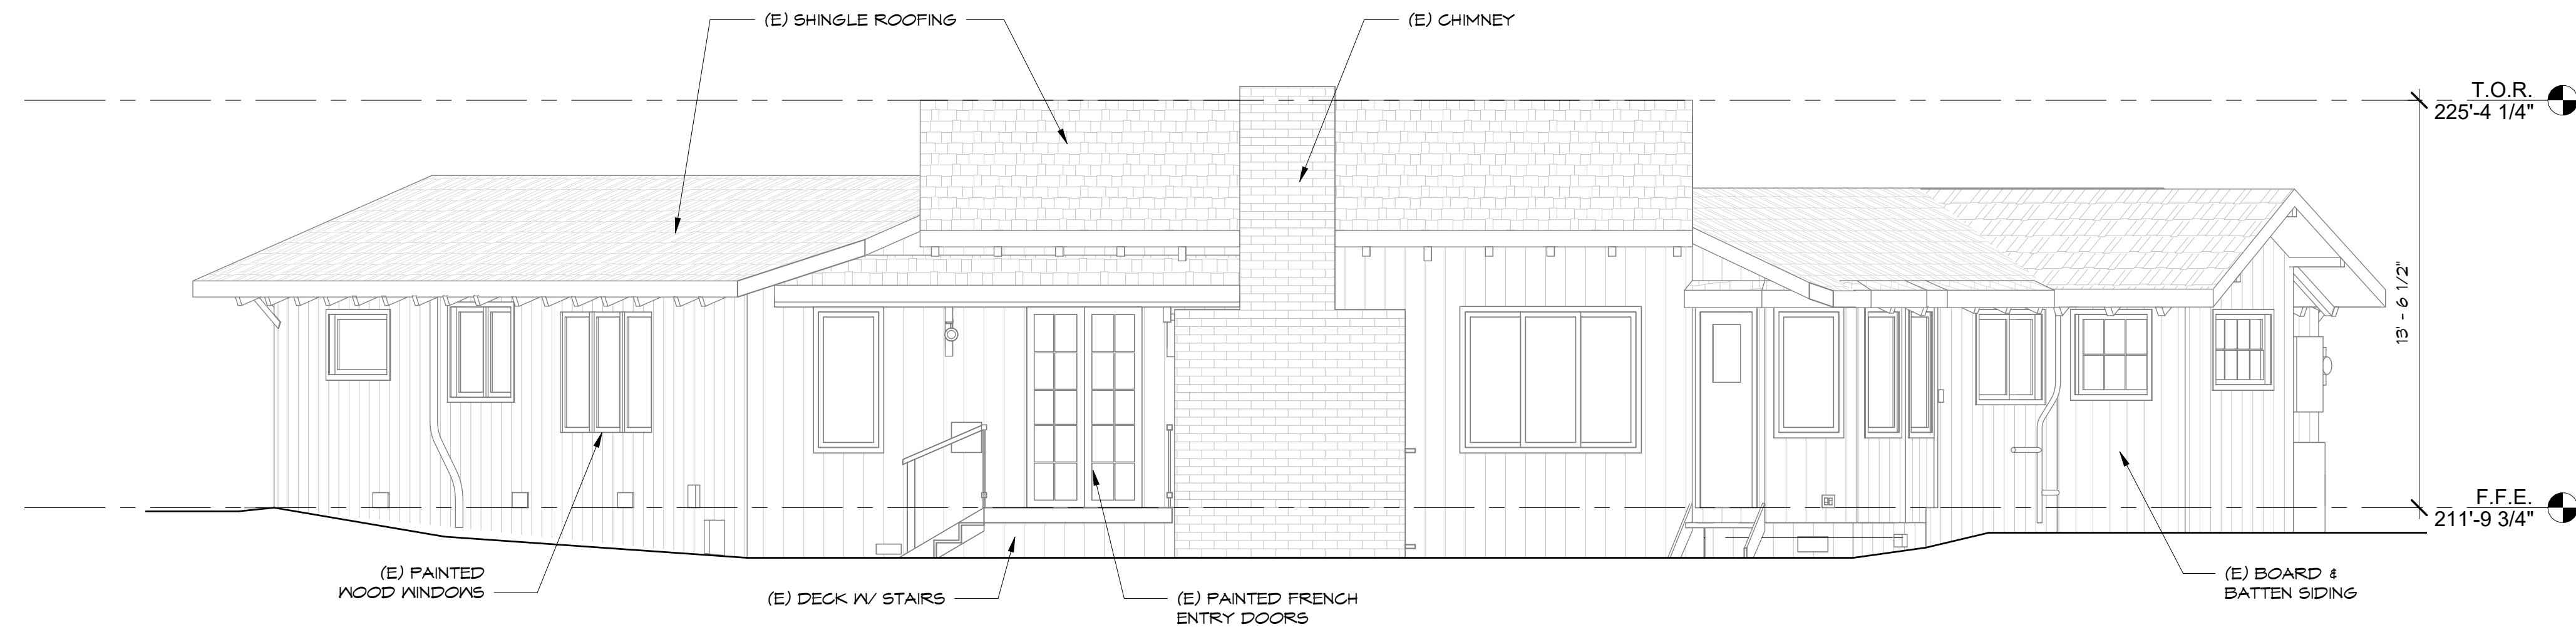 (E) SHINGLE ROOFING
(E) CHIMNEY
T.O.R.
225'-4 1/4"
13' - 6 1/2"
F.F.E.
211'-9 3/4"
(E) PAINTED
WOOD WINDOWS
(E) DECK W/ STAIRS
(E) PAINTED FRENCH
ENTRY DOORS
(E) BOARD &
BATTEN SIDING